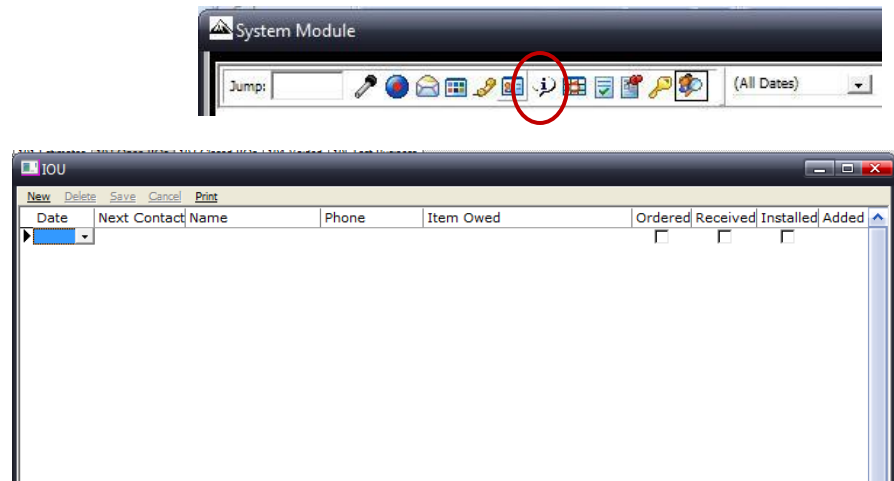 System Module
Jump:
(All Dates)
IOU
New Delete Save Cancel Print
Date Next Contact Name Phone Item Owed Ordered Received Installed Added